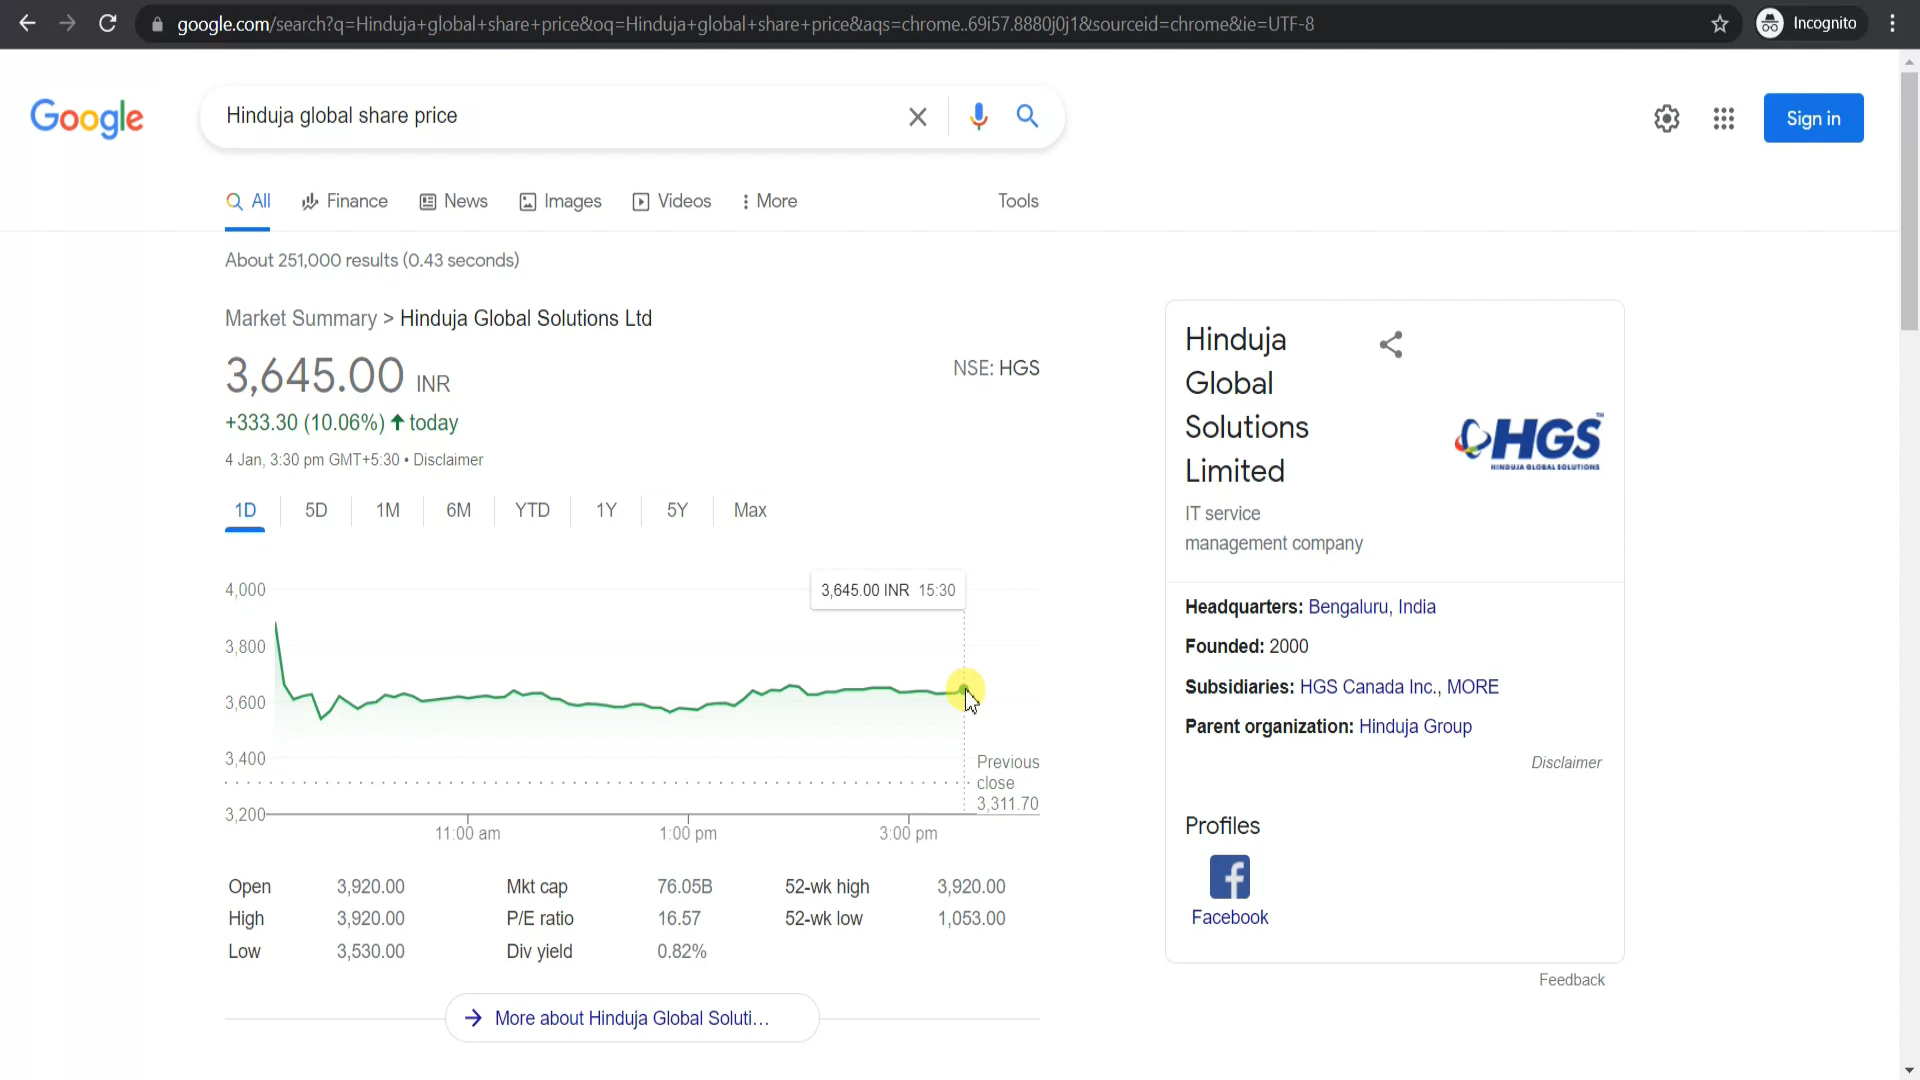 google.com/search?q=Hinduja+global+share+price&oq=Hinduja+global+share+price&aqs=chrome..69i57.8880j0j1&sourceid=chrome&ie=UTF-8
Incognito
Google
Hinduja global share price
Sign in
All
Finance
News
Images
Videos
More
Tools
About 251,000 results (0.43 seconds)
Market Summary > Hinduja Global Solutions Ltd
3,645.00 INR
NSE: HGS
+333.30 (10.06%) today
4 Jan, 3:30 pm GMT+5:30 • Disclaimer
1D 5D 1M 6M YTD 1Y 5Y Max
3,645.00 INR 15:30
4,000
3,800
3,600
3,400
3,200
Previous
close
3,311.70
11:00 am 1:00 pm 3:00 pm
Open 3,920.00 Mkt cap 76.05B 52-wk high 3,920.00
High 3,920.00 P/E ratio 16.57 52-wk low 1,053.00
Low 3,530.00 Div yield 0.82%
More about Hinduja Global Soluti...
Hinduja
Global
Solutions
Limited
HGS
TM
HINDUJA GLOBAL SOLUTIONS
IT service
management company
Headquarters: Bengaluru, India
Founded: 2000
Subsidiaries: HGS Canada Inc., MORE
Parent organization: Hinduja Group
Disclaimer
Profiles
Facebook
Feedback